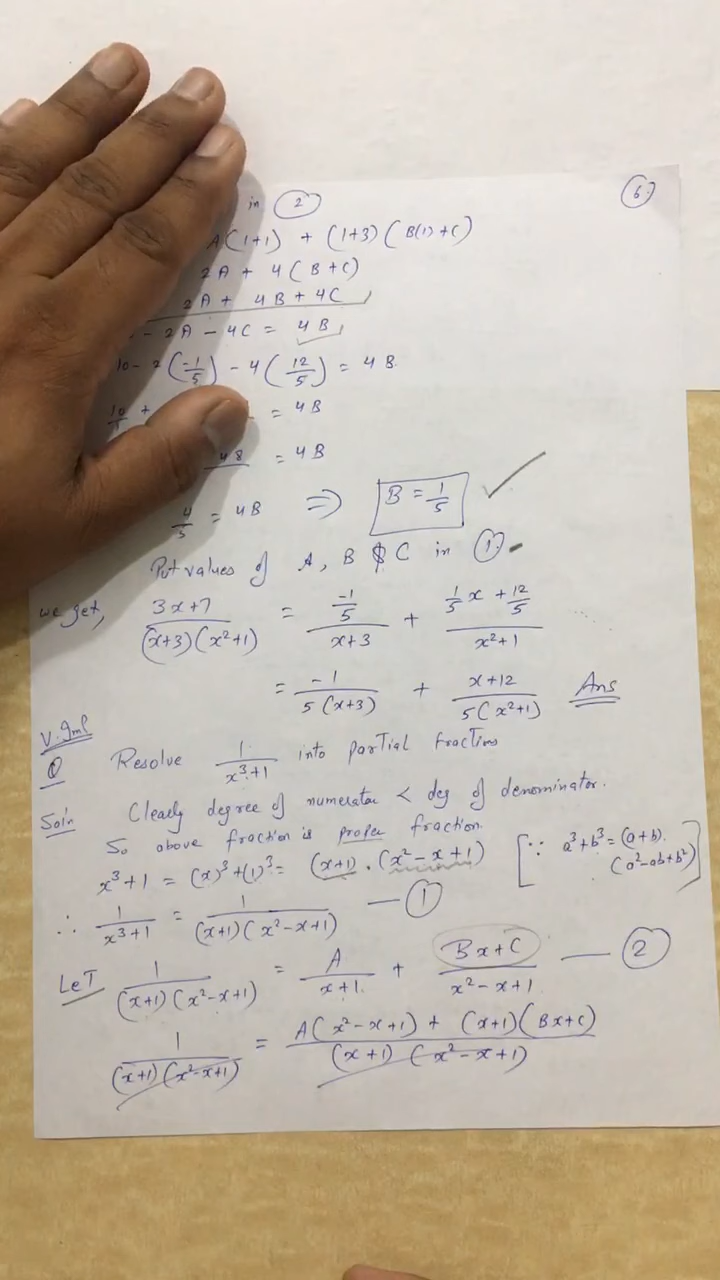 in (2)
6.
A(1+1) + (1+3)(B(1)+C)
2A + 4(B+C)
2A + 4B + 4C
- 2A - 4C = 4B
10 - 2(-1/5) - 4(12/5) = 4B
10/1 + = 4B
48 = 4B
4/5 = 4B ⇒ B = 1/5 ✓
Put values of A, B & C in (1).
we get, 3x+7/(x+3)(x²+1) = -1/5/x+3 + 1/5 x + 12/5/x²+1
= -1/5(x+3) + x+12/5(x²+1) Ans
V.Iml
Q Resolve 1/x³+1 into partial fractions
Soln Clearly degree of numerator < deg of denominator.
So above fraction is proper fraction.
x³+1 = (x)³+(1)³ = (x+1).(x²-x+1) [∵ a³+b³ = (a+b).
(a²-ab+b²)]
∴ 1/x³+1 = 1/(x+1)(x²-x+1) — (1)
LeT 1/(x+1)(x²-x+1) = A/x+1 + Bx+C/x²-x+1 — (2)
1/(x+1)(x²-x+1) = A(x²-x+1) + (x+1)(Bx+C)/(x+1)(x²-x+1)